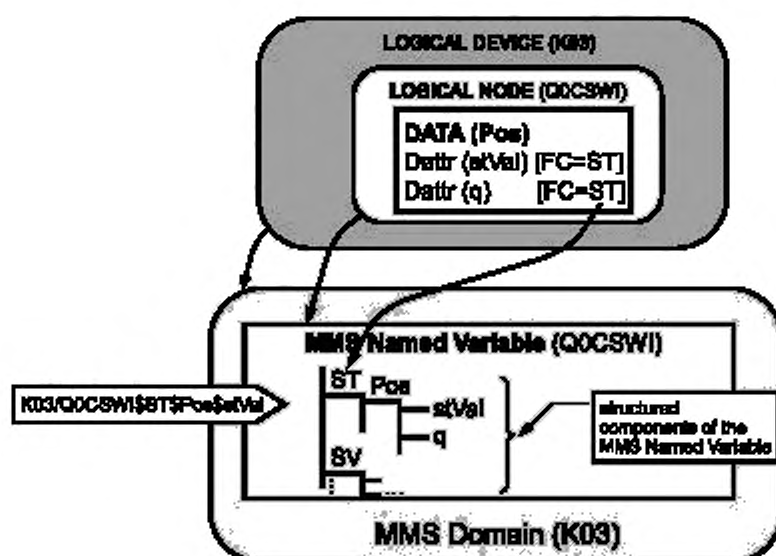 LOGICAL DEVICE (K03)
LOGICAL NODE (Q0CSWI)
DATA (Pos)
Dattr (stVal) [FC=ST]
Dattr (q) [FC=ST]
MMS Named Variable (Q0CSWI)
ST
Pos
K03/Q0CSWI$ST$Pos$stVal
stVal
q
SV
structured
components of the
MMS Named Variable
MMS Domain (K03)